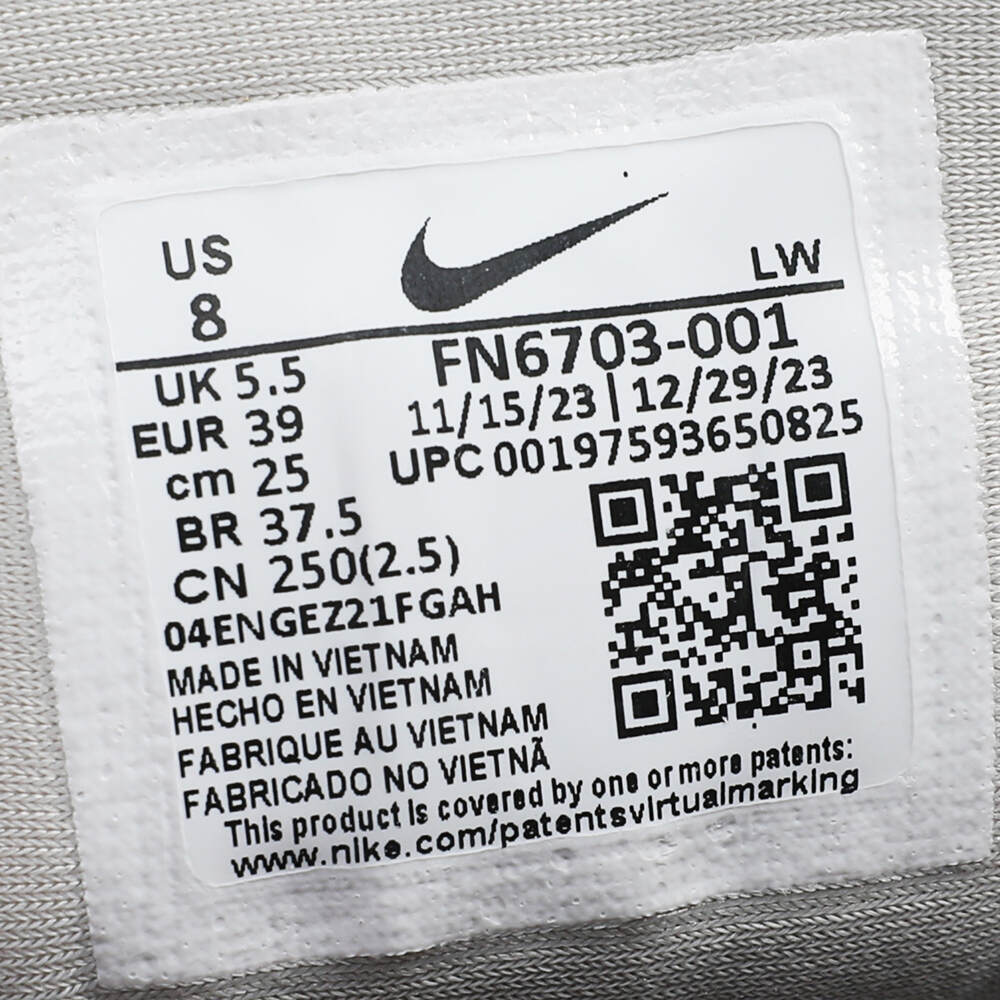 US
8
LW
UK 5.5
EUR 39
cm 25
BR 37.5
CN 250(2.5)
FN6703-001
11/15/23 | 12/29/23
UPC 00197593650825
04ENGEZ21FGAH
MADE IN VIETNAM
HECHO EN VIETNAM
FABRIQUE AU VIETNAM
FABRICADO NO VIETNÃ
This product is covered by one or more patents:
www.nike.com/patentsvirtualmarking